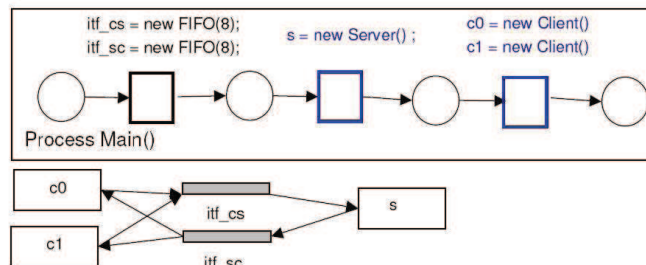 itf_cs = new FIFO(8);
itf_sc = new FIFO(8);
s = new Server() ;
c0 = new Client()
c1 = new Client()
Process Main()
c0
itf_cs
s
c1
itf_sc